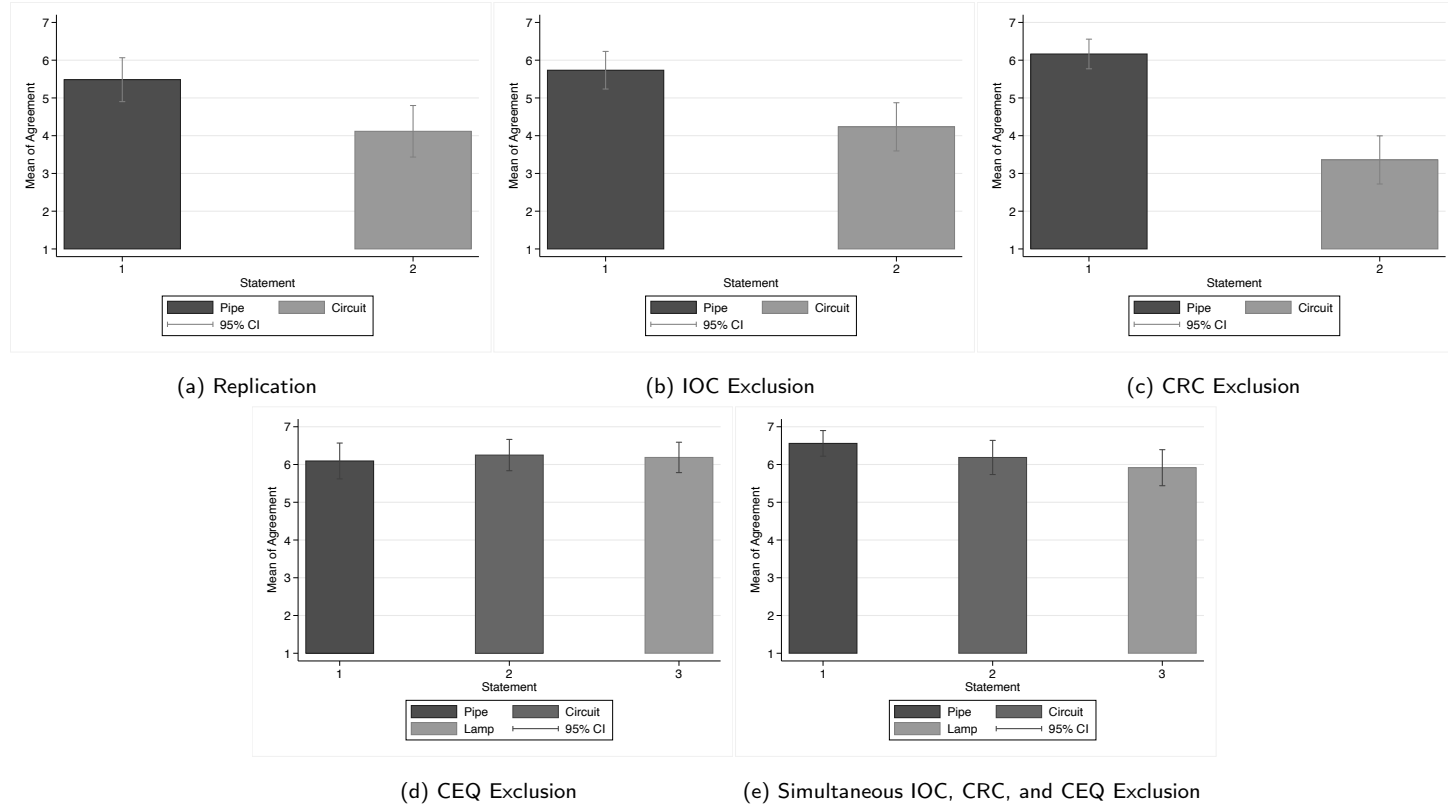 7
6
5
4
3
2
1
Mean of Agreement
1 2
Statement
Pipe Circuit
95% CI
(a) Replication
7
6
5
4
3
2
1
Mean of Agreement
1 2
Statement
Pipe Circuit
95% CI
(b) IOC Exclusion
7
6
5
4
3
2
1
Mean of Agreement
1 2
Statement
Pipe Circuit
95% CI
(c) CRC Exclusion
7
6
5
4
3
2
1
Mean of Agreement
1 2 3
Statement
Pipe Circuit
Lamp 95% CI
(d) CEQ Exclusion
7
6
5
4
3
2
1
Mean of Agreement
1 2 3
Statement
Pipe Circuit
Lamp 95% CI
(e) Simultaneous IOC, CRC, and CEQ Exclusion